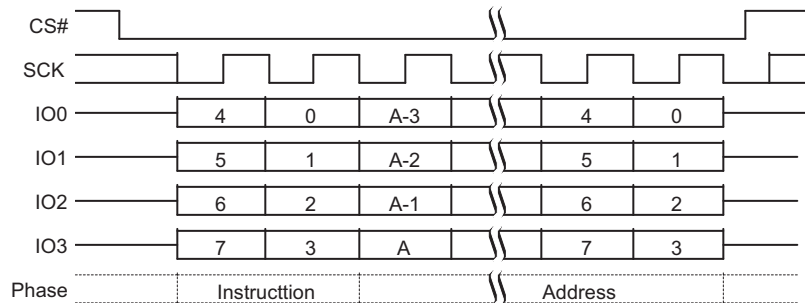 CS#
SCK
IO0 4 0 A-3 4 0
IO1 5 1 A-2 5 1
IO2 6 2 A-1 6 2
IO3 7 3 A 7 3
Phase Instructtion Address